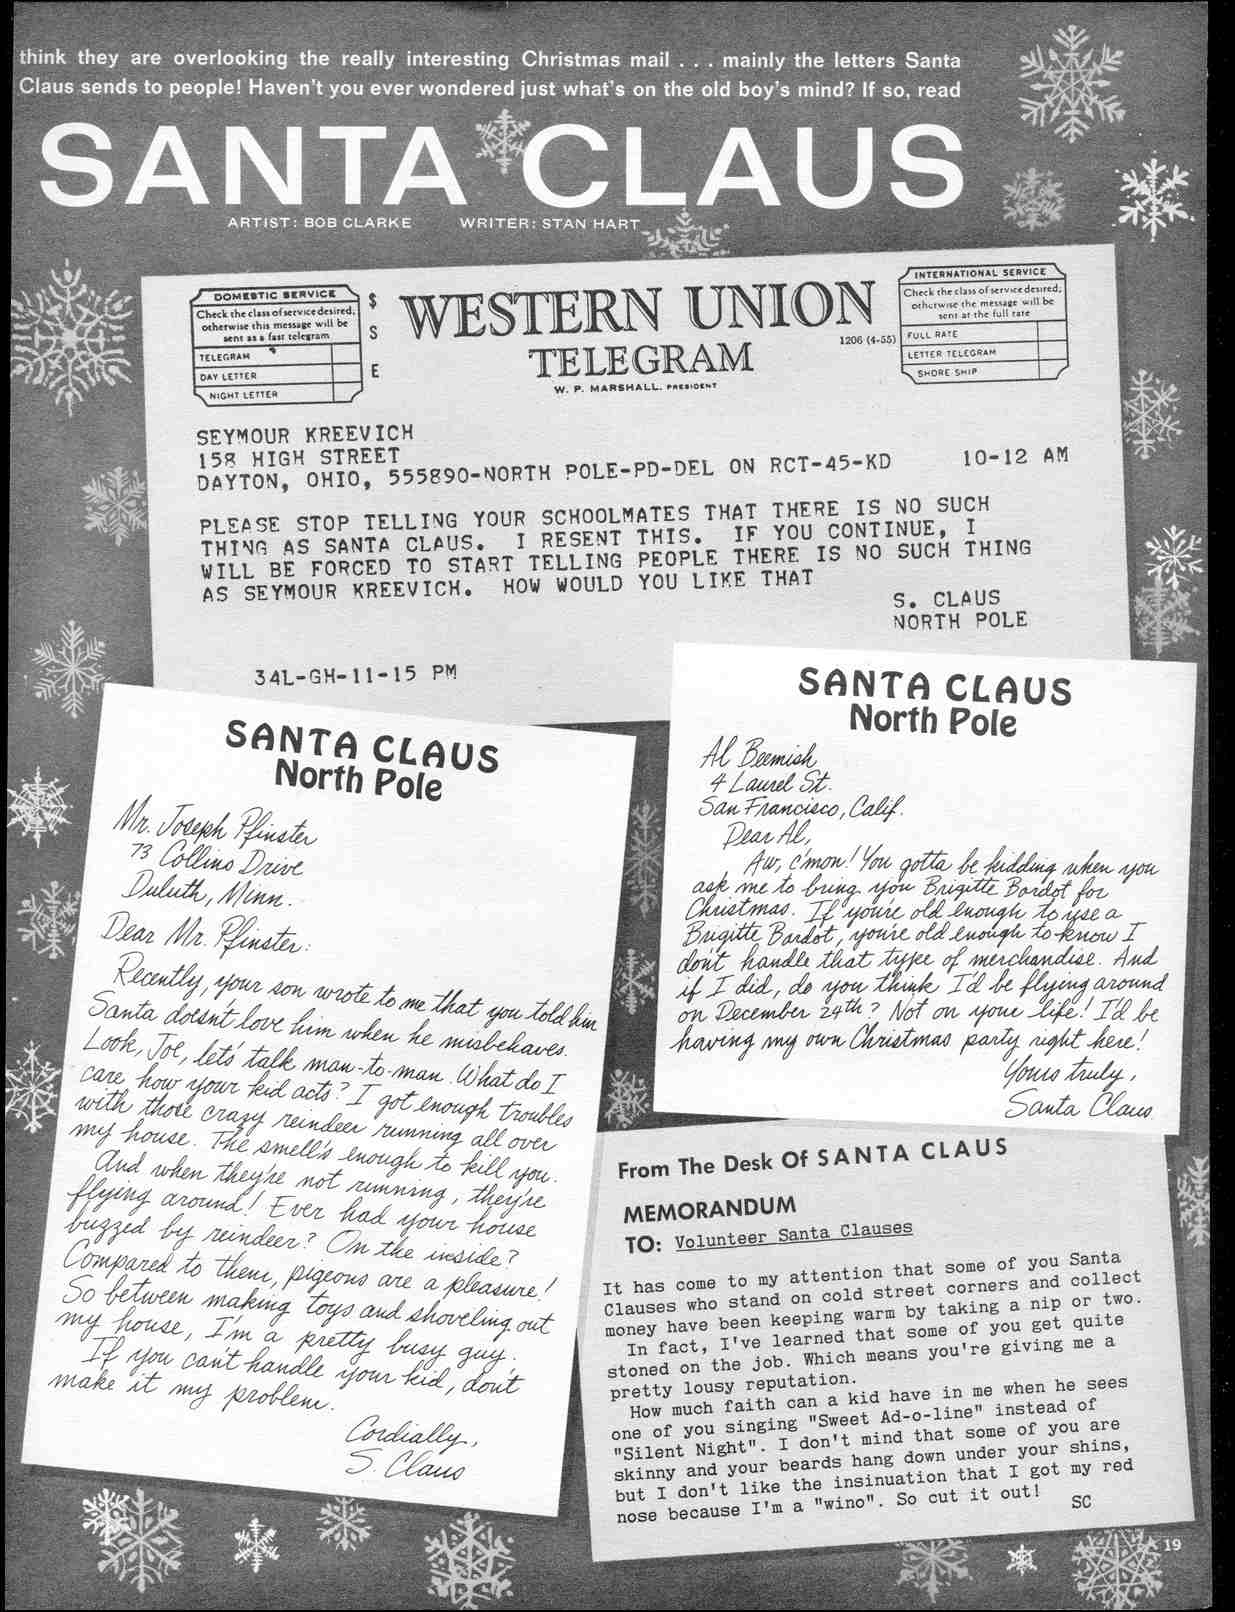 think they are overlooking the really interesting Christmas mail . . . mainly the letters Santa
Claus sends to people! Haven't you ever wondered just what's on the old boy's mind? If so, read
SANTA CLAUS
ARTIST: BOB CLARKE WRITER: STAN HART
DOMESTIC SERVICE
Check the class of service desired;
otherwise this message will be
sent as a fast telegram
TELEGRAM
DAY LETTER
NIGHT LETTER
$
S
E
WESTERN UNION
TELEGRAM
1206 (4-55)
W. P. MARSHALL, PRESIDENT
INTERNATIONAL SERVICE
Check the class of service desired;
otherwise the message will be
sent at the full rate
FULL RATE
LETTER TELEGRAM
SHORE SHIP
SEYMOUR KREEVICH
158 HIGH STREET
DAYTON, OHIO, 555890-NORTH POLE-PD-DEL ON RCT-45-KD 10-12 AM
PLEASE STOP TELLING YOUR SCHOOLMATES THAT THERE IS NO SUCH
THING AS SANTA CLAUS. I RESENT THIS. IF YOU CONTINUE, I
WILL BE FORCED TO START TELLING PEOPLE THERE IS NO SUCH THING
AS SEYMOUR KREEVICH. HOW WOULD YOU LIKE THAT
S. CLAUS
NORTH POLE
34L-GH-11-15 PM
SANTA CLAUS
North Pole
Mr. Joseph Pfinster
73 Collins Drive
Duluth, Minn.
Dear Mr. Pfinster:
Recently, your son wrote to me that you told him
Santa doesn't love him when he misbehaves.
Look, Joe, let's talk man-to-man. What do I
care how your kid acts? I got enough troubles
with those crazy reindeer running all over
my house. The smell's enough to kill you.
And when they're not running, they're
flying around! Ever had your house
buzzed by reindeer? On the inside?
Compared to them, pigeons are a pleasure!
So between making toys and shoveling out
my house, I'm a pretty busy guy.
If you can't handle your kid, don't
make it my problem.
Cordially,
S. Claus
SANTA CLAUS
North Pole
Al Beemish
4 Laurel St.
San Francisco, Calif.
Dear Al,
Aw, c'mon! You gotta be kidding when you
ask me to bring you Brigitte Bardot for
Christmas. If you're old enough to use a
Brigitte Bardot, you're old enough to know I
don't handle that type of merchandise. And
if I did, do you think I'd be flying around
on December 24th? Not on your life! I'd be
having my own Christmas party right here!
Yours truly,
Santa Claus
From The Desk Of SANTA CLAUS
MEMORANDUM
TO: Volunteer Santa Clauses
It has come to my attention that some of you Santa
Clauses who stand on cold street corners and collect
money have been keeping warm by taking a nip or two.
In fact, I've learned that some of you get quite
stoned on the job. Which means you're giving me a
pretty lousy reputation.
How much faith can a kid have in me when he sees
one of you singing "Sweet Ad-o-line" instead of
"Silent Night". I don't mind that some of you are
skinny and your beards hang down under your shins,
but I don't like the insinuation that I got my red
nose because I'm a "wino". So cut it out!
SC
19